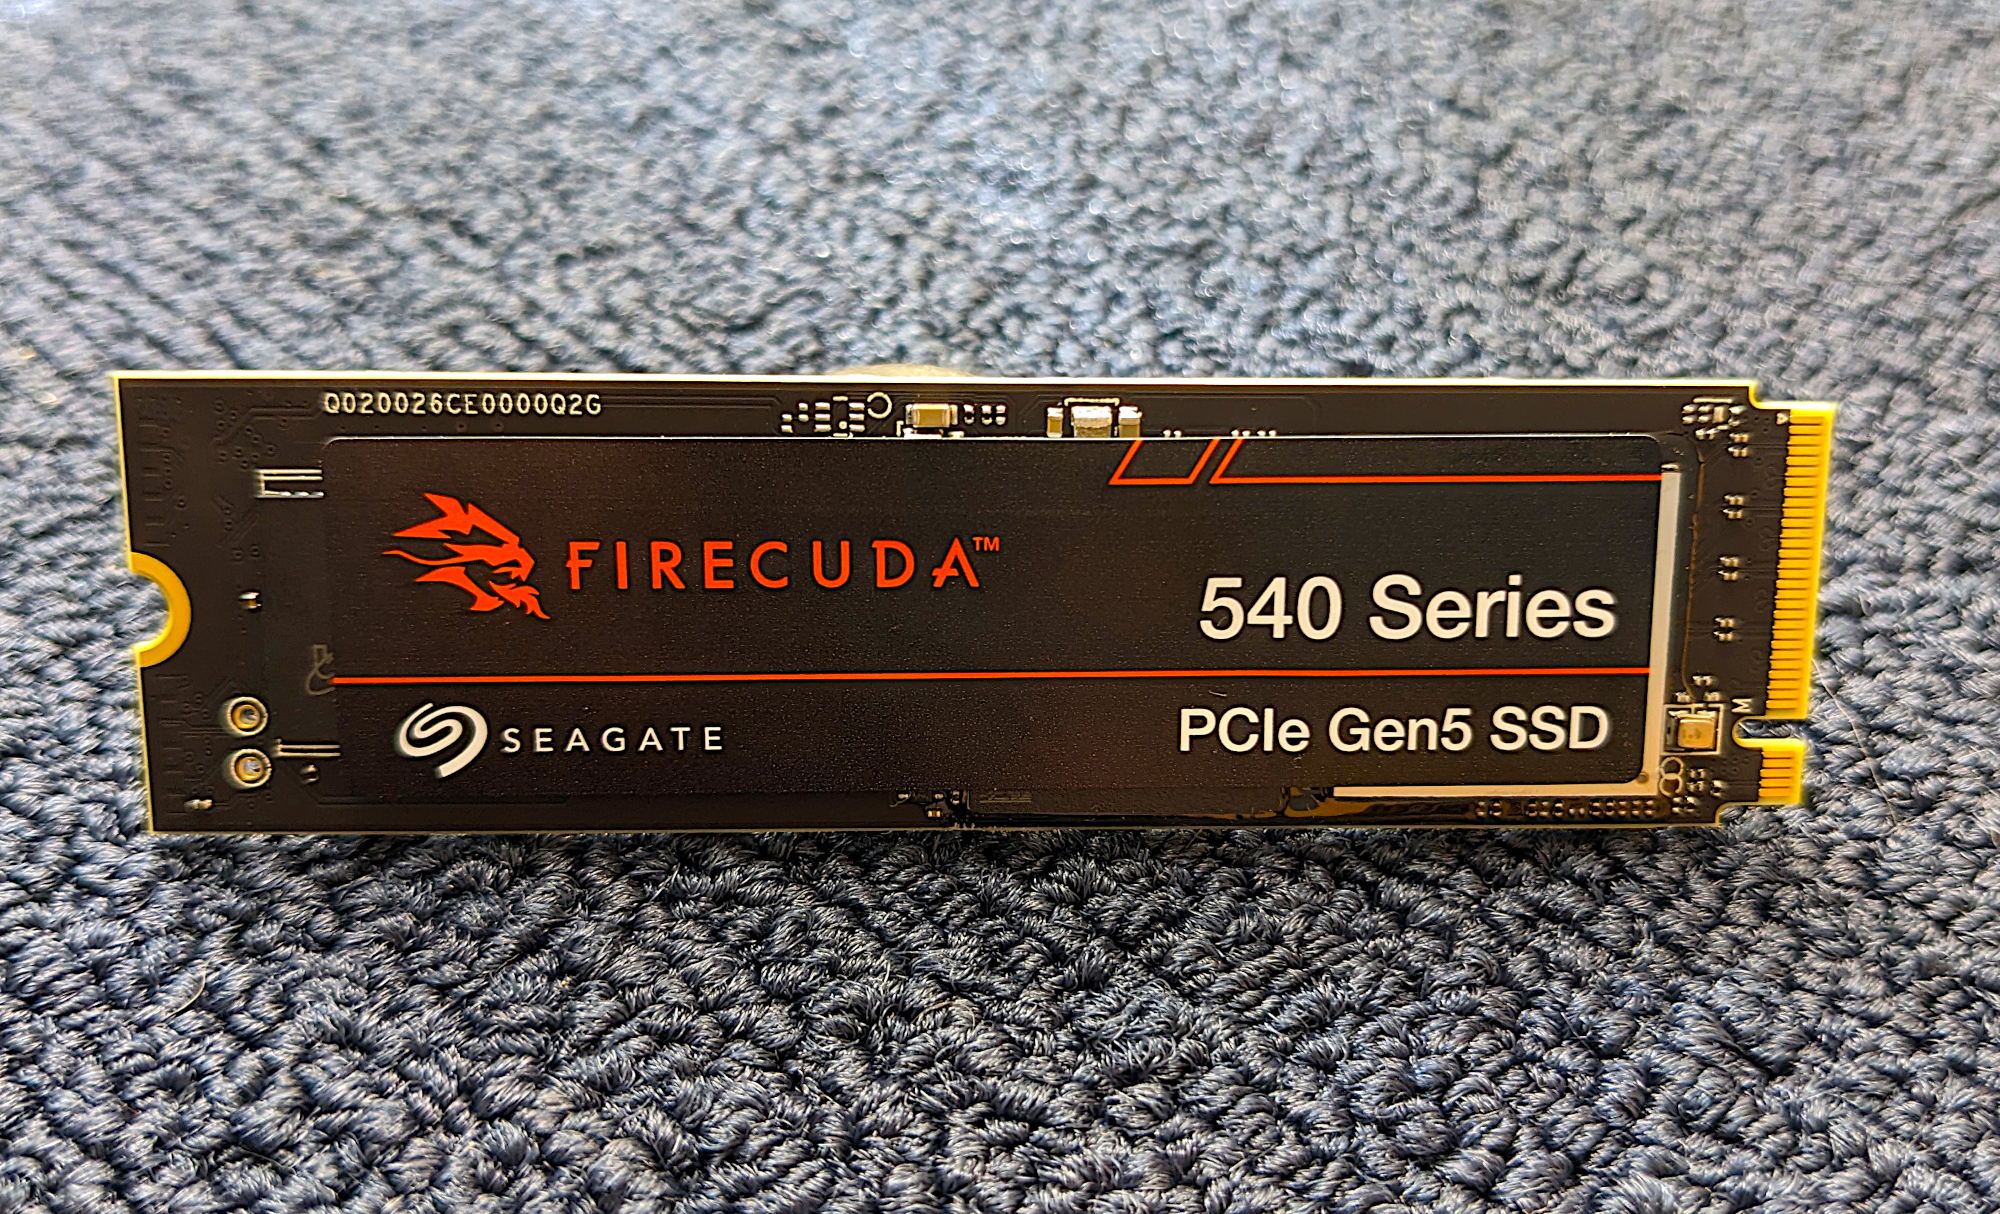 Q020026CE0000Q2G
FIRECUDA™
540 Series
SEAGATE
PCIe Gen5 SSD
M